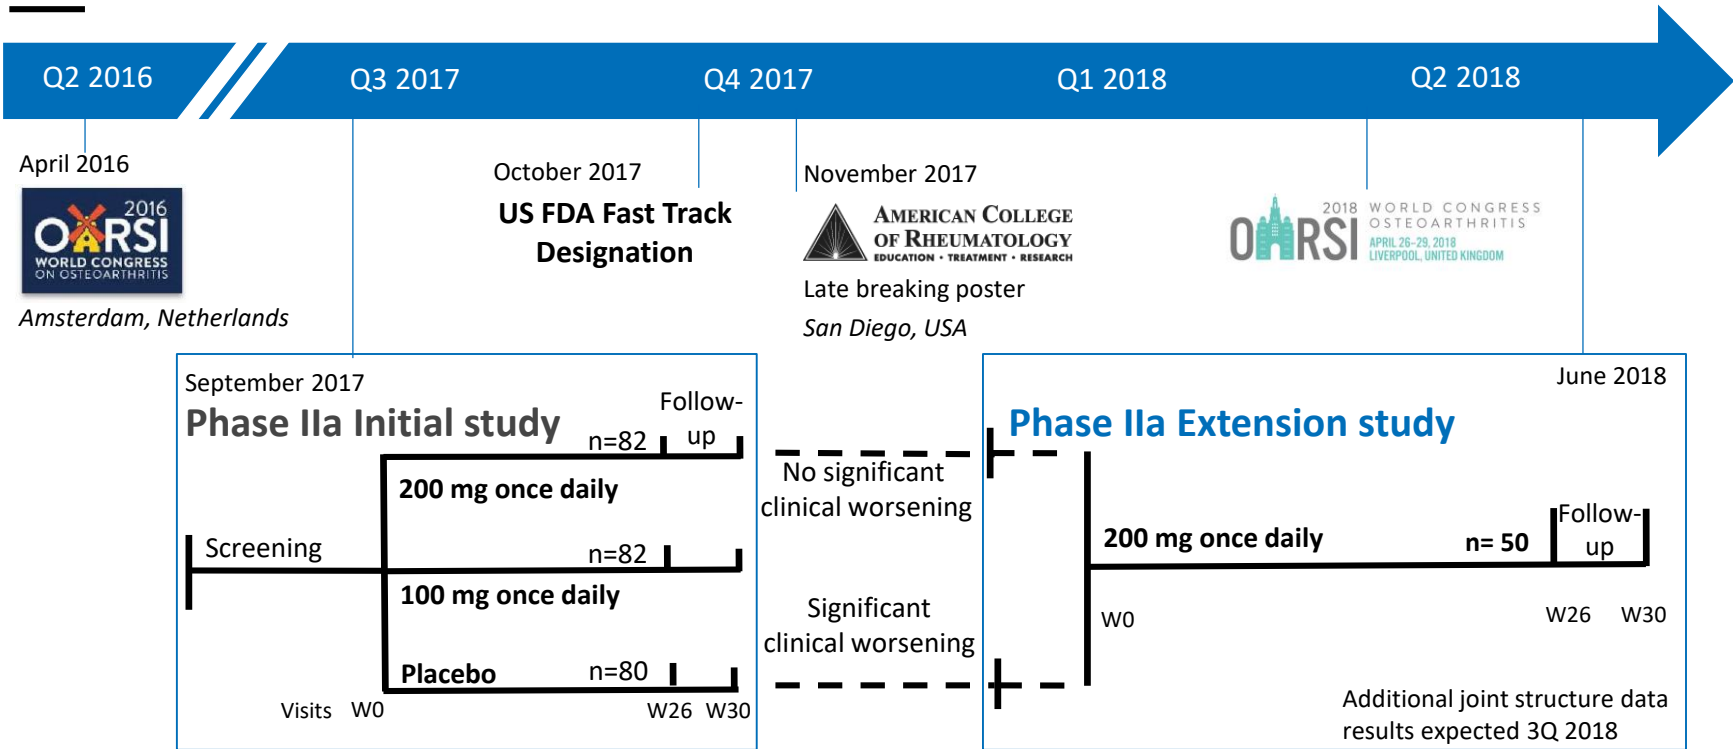 Q2 2016
Q3 2017
Q4 2017
Q1 2018
Q2 2018
April 2016
2016
OARSI
WORLD CONGRESS
ON OSTEOARTHRITIS
Amsterdam, Netherlands
October 2017
US FDA Fast Track
Designation
November 2017
AMERICAN COLLEGE
OF RHEUMATOLOGY
EDUCATION • TREATMENT • RESEARCH
Late breaking poster
San Diego, USA
OARSI
2018 WORLD CONGRESS
OSTEOARTHRITIS
APRIL 26-29, 2018
LIVERPOOL, UNITED KINGDOM
September 2017
Phase IIa Initial study
Follow-
up
n=82
200 mg once daily
Screening
n=82
100 mg once daily
Placebo
n=80
Visits W0
W26 W30
No significant
clinical worsening
Significant
clinical worsening
June 2018
Phase IIa Extension study
200 mg once daily
n= 50
Follow-
up
W0
W26 W30
Additional joint structure data
results expected 3Q 2018